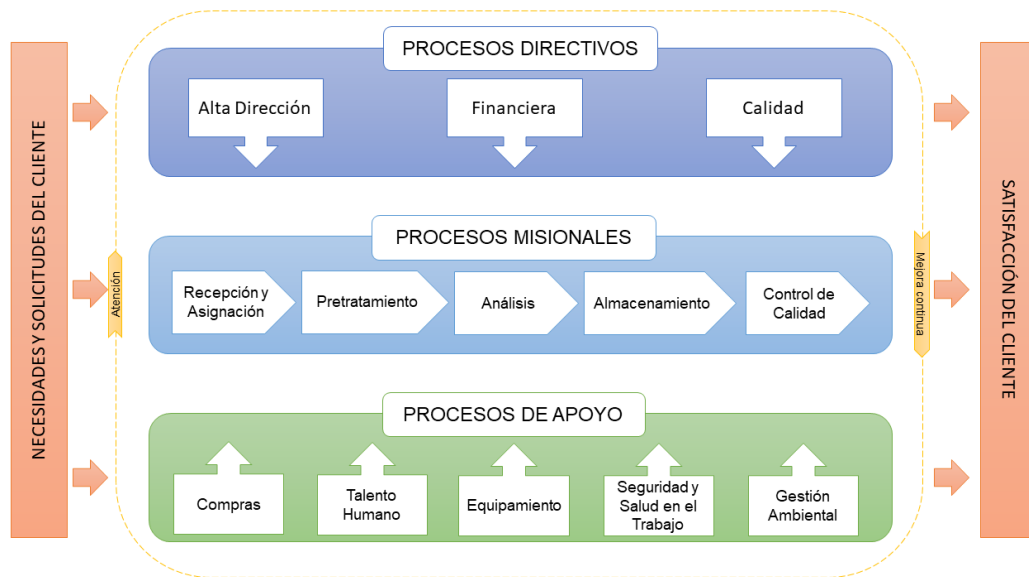 NECESIDADES Y SOLICITUDES DEL CLIENTE
Atención
PROCESOS DIRECTIVOS
Alta Dirección
Financiera
Calidad
PROCESOS MISIONALES
Recepción y
Asignación
Pretratamiento
Análisis
Almacenamiento
Control de
Calidad
PROCESOS DE APOYO
Compras
Talento
Humano
Equipamiento
Seguridad y
Salud en el
Trabajo
Gestión
Ambiental
Mejora continua
SATISFACCIÓN DEL CLIENTE